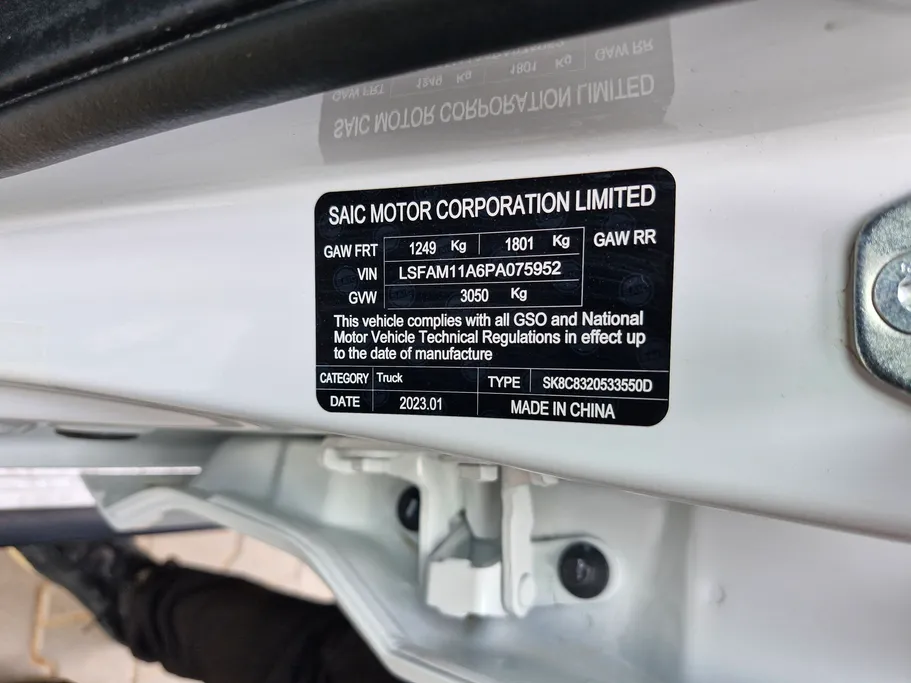 SAIC MOTOR CORPORATION LIMITED
GAW FRT 1249 Kg 1801 Kg GAW RR
VIN LSFAM11A6PA075952
GVW 3050 Kg
This vehicle complies with all GSO and National
Motor Vehicle Technical Regulations in effect up
to the date of manufacture
CATEGORY Truck TYPE SK8C8320533550D
DATE 2023.01 MADE IN CHINA